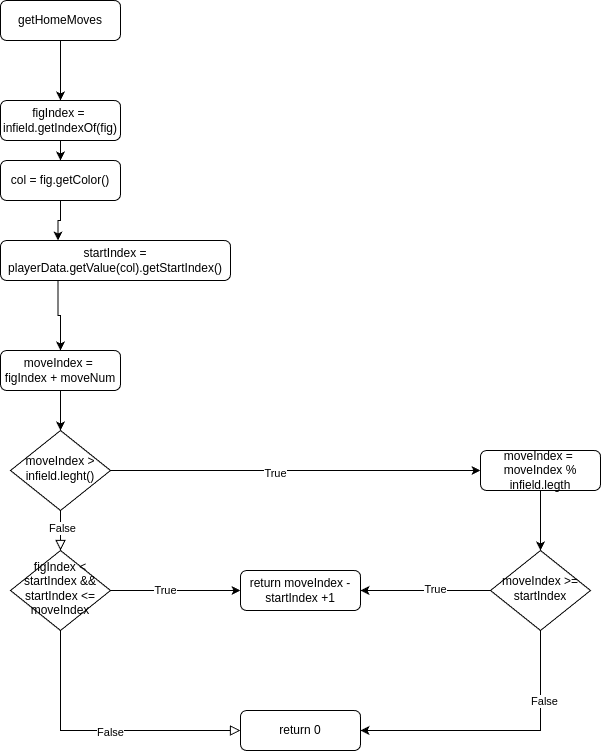 getHomeMoves
figIndex =
infield.getIndexOf(fig)
col = fig.getColor()
startIndex =
playerData.getValue(col).getStartIndex()
moveIndex =
figIndex + moveNum
moveIndex >
infield.leght()
True
moveIndex =
moveIndex %
infield.legth
False
figIndex <
startIndex &&
startIndex <=
moveIndex
True
return moveIndex -
startIndex +1
True
moveIndex >=
startIndex
False
return 0
False